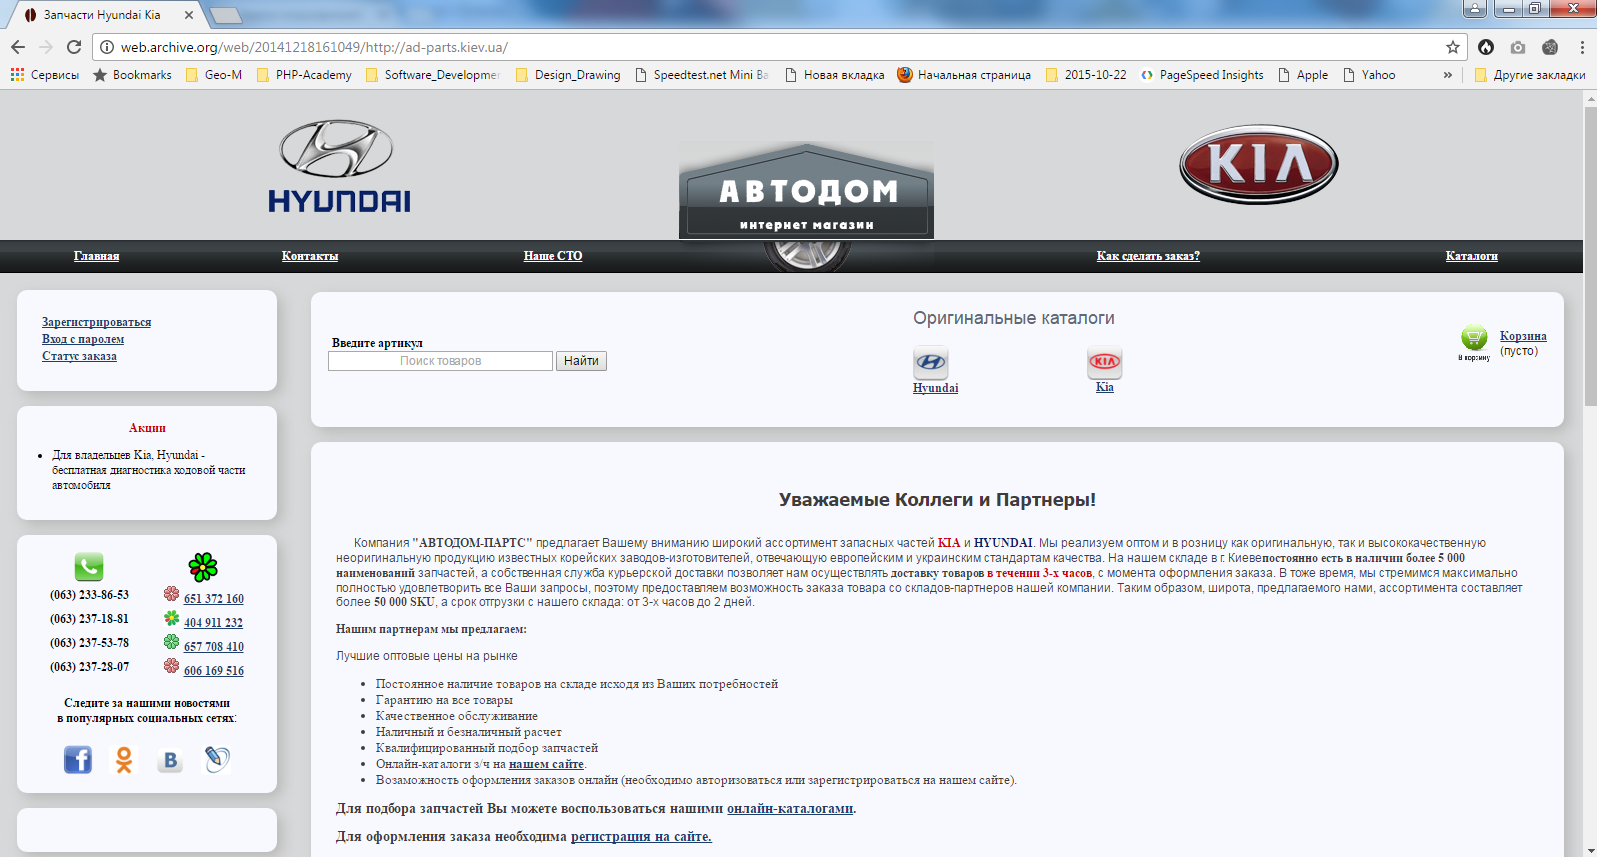 Запчасти Hyundai Kia
web.archive.org/web/20141218161049/http://ad-parts.kiev.ua/
Сервисы Bookmarks Geo-M PHP-Academy Software_Developmen Design_Drawing Speedtest.net Mini Ba Новая вкладка Начальная страница 2015-10-22 PageSpeed Insights Apple Yahoo » Другие закладки
HYUNDAI
АВТОДОМ
интернет магазин
KIA
Главная Контакты Наше СТО Как сделать заказ? Каталоги
Зарегистрироваться
Вход с паролем
Статус заказа
Введите артикул
Поиск товаров Найти
Оригинальные каталоги
Hyundai
KIA
Kia
В корзину
Корзина
(пусто)
Акции
Для владельцев Kia, Hyundai -
бесплатная диагностика ходовой части
автомобиля
(063) 233-86-53 651 372 160
(063) 237-18-81 404 911 232
(063) 237-53-78 657 708 410
(063) 237-28-07 606 169 516
Следите за нашими новостями
в популярных социальных сетях:
f
В
Уважаемые Коллеги и Партнеры!
Компания "АВТОДОМ-ПАРТС" предлагает Вашему вниманию широкий ассортимент запасных частей KIA и HYUNDAI. Мы реализуем оптом и в розницу как оригинальную, так и высококачественную
неоригинальную продукцию известных корейских заводов-изготовителей, отвечающую европейским и украинским стандартам качества. На нашем складе в г. Киевепостоянно есть в наличии более 5 000
наименований запчастей, а собственная служба курьерской доставки позволяет нам осуществлять доставку товаров в течении 3-х часов, с момента оформления заказа. В тоже время, мы стремимся максимально
полностью удовлетворить все Ваши запросы, поэтому предоставляем возможность заказа товара со складов-партнеров нашей компании. Таким образом, широта, предлагаемого нами, ассортимента составляет
более 50 000 SKU, а срок отгрузки с нашего склада: от 3-х часов до 2 дней.
Нашим партнерам мы предлагаем:
Лучшие оптовые цены на рынке
Постоянное наличие товаров на складе исходя из Ваших потребностей
Гарантию на все товары
Качественное обслуживание
Наличный и безналичный расчет
Квалифицированный подбор запчастей
Онлайн-каталоги з/ч на нашем сайте.
Возаможность оформления заказов онлайн (необходимо авторизоваться или зарегистрироваться на нашем сайте).
Для подбора запчастей Вы можете воспользоваться нашими онлайн-каталогами.
Для оформления заказа необходима регистрация на сайте.